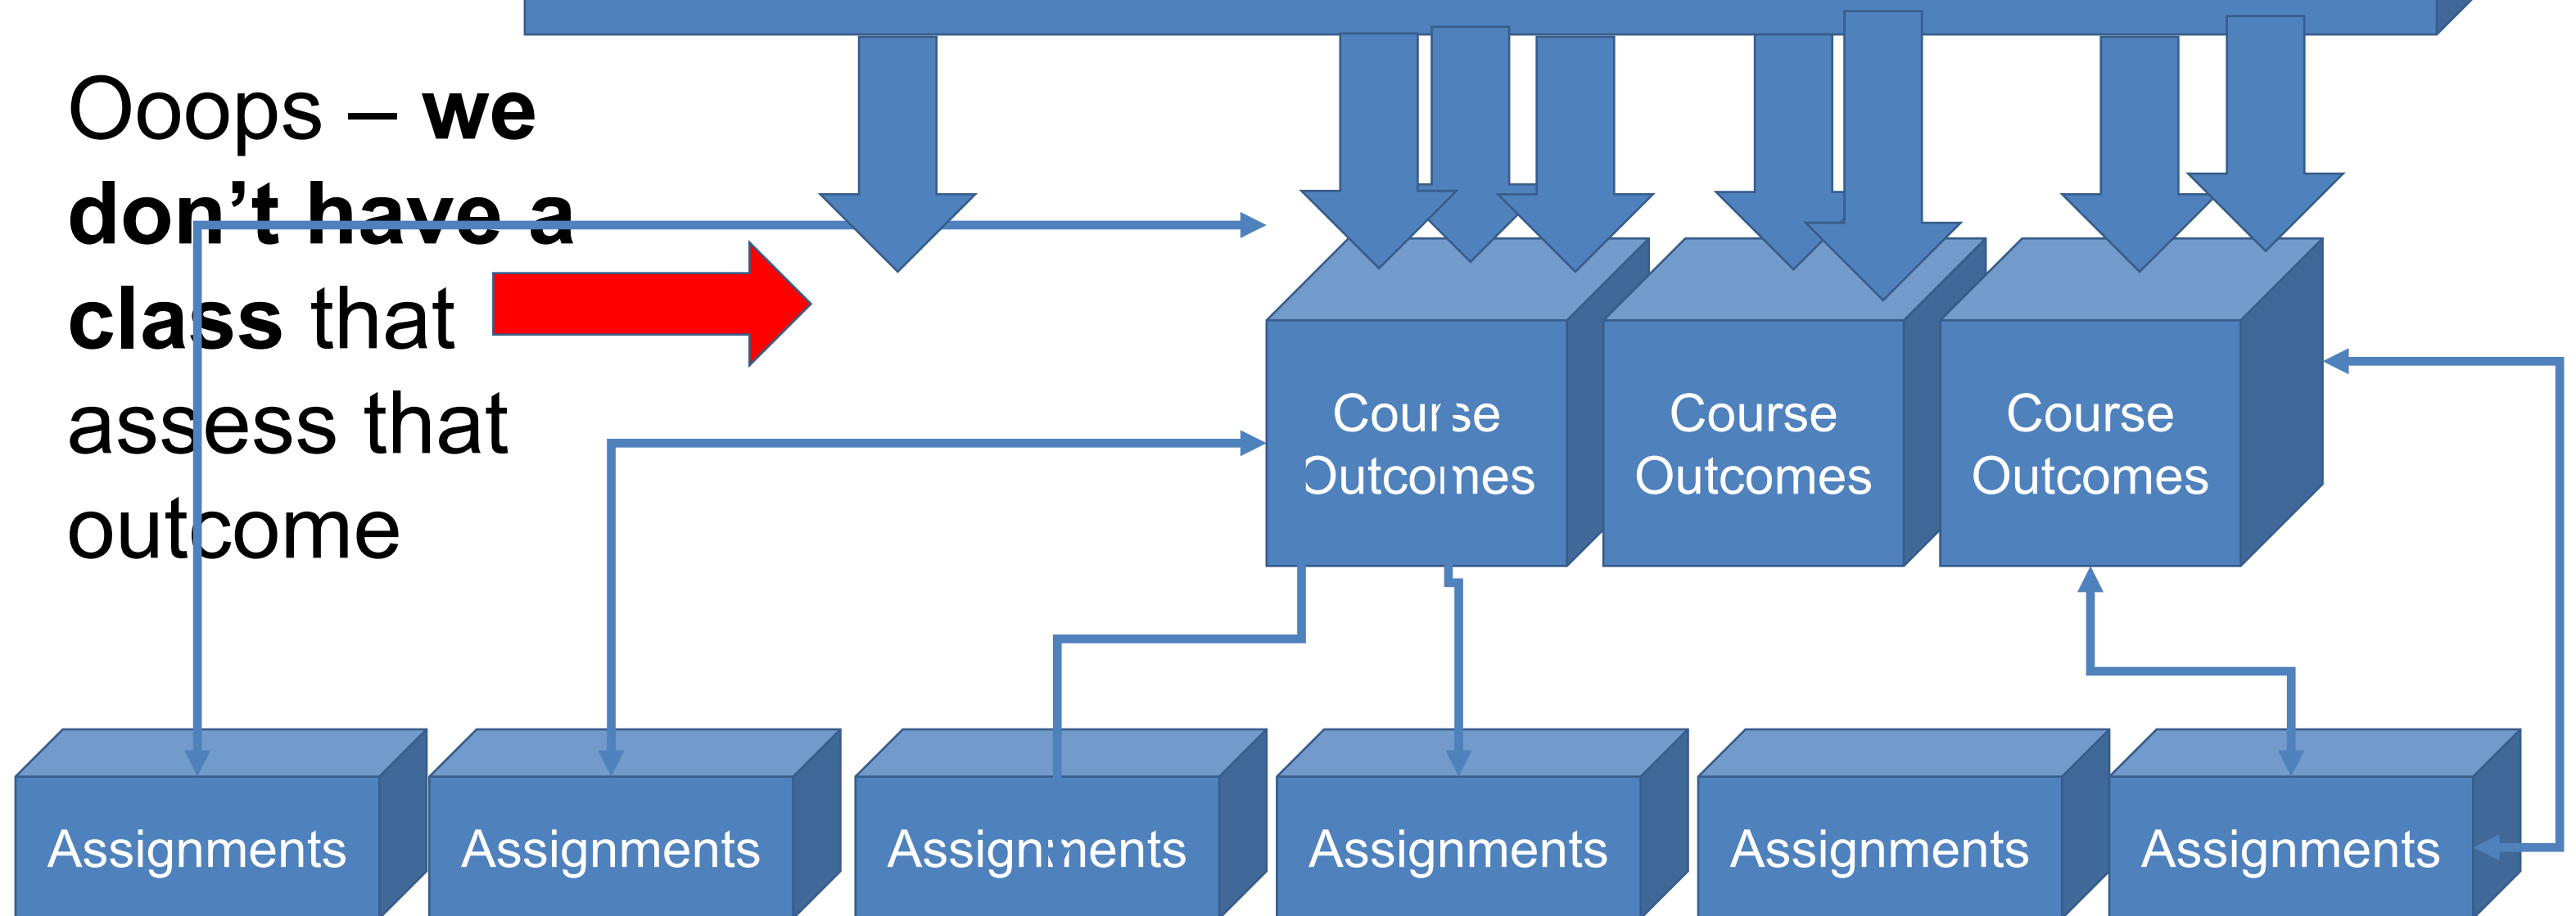 Ooops – we
don't have a
class that
assess that
outcome
Course
Outcomes
Course
Outcomes
Course
Outcomes
Assignments
Assignments
Assignments
Assignments
Assignments
Assignments